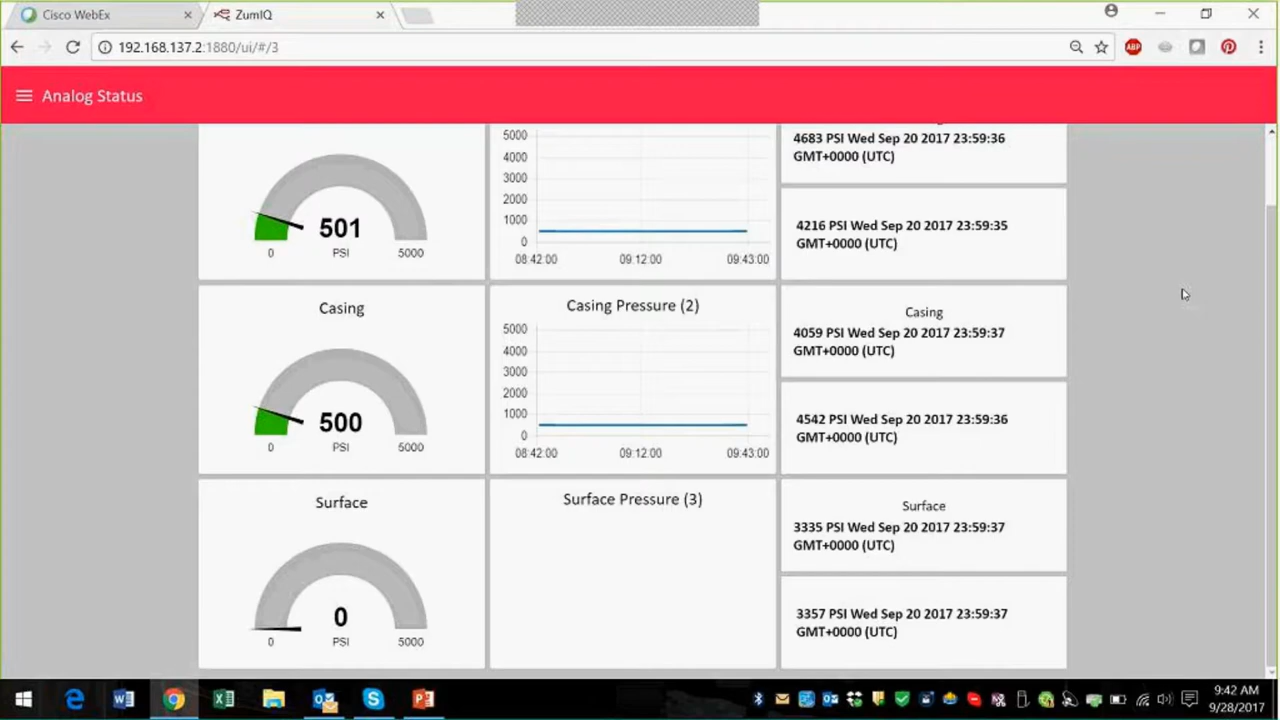 Cisco WebEx
ZumIQ
192.168.137.2:1880/ui/#/3
ABP
Analog Status
501
0
PSI
5000
5000
4000
3000
2000
1000
0
08:42:00
09:12:00
09:43:00
4683 PSI Wed Sep 20 2017 23:59:36
GMT+0000 (UTC)
4216 PSI Wed Sep 20 2017 23:59:35
GMT+0000 (UTC)
Casing
500
0
PSI
5000
Casing Pressure (2)
5000
4000
3000
2000
1000
0
08:42:00
09:12:00
09:43:00
Casing
4059 PSI Wed Sep 20 2017 23:59:37
GMT+0000 (UTC)
4542 PSI Wed Sep 20 2017 23:59:36
GMT+0000 (UTC)
Surface
0
0
PSI
5000
Surface Pressure (3)
Surface
3335 PSI Wed Sep 20 2017 23:59:37
GMT+0000 (UTC)
3357 PSI Wed Sep 20 2017 23:59:37
GMT+0000 (UTC)
9:42 AM
9/28/2017